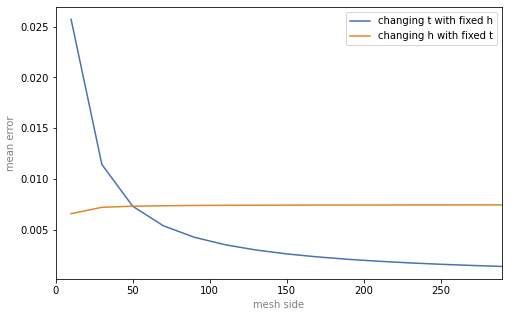 changing t with fixed h
changing h with fixed t
0.025
0.020
0.015
0.010
0.005
mean error
0 50 100 150 200 250
mesh side